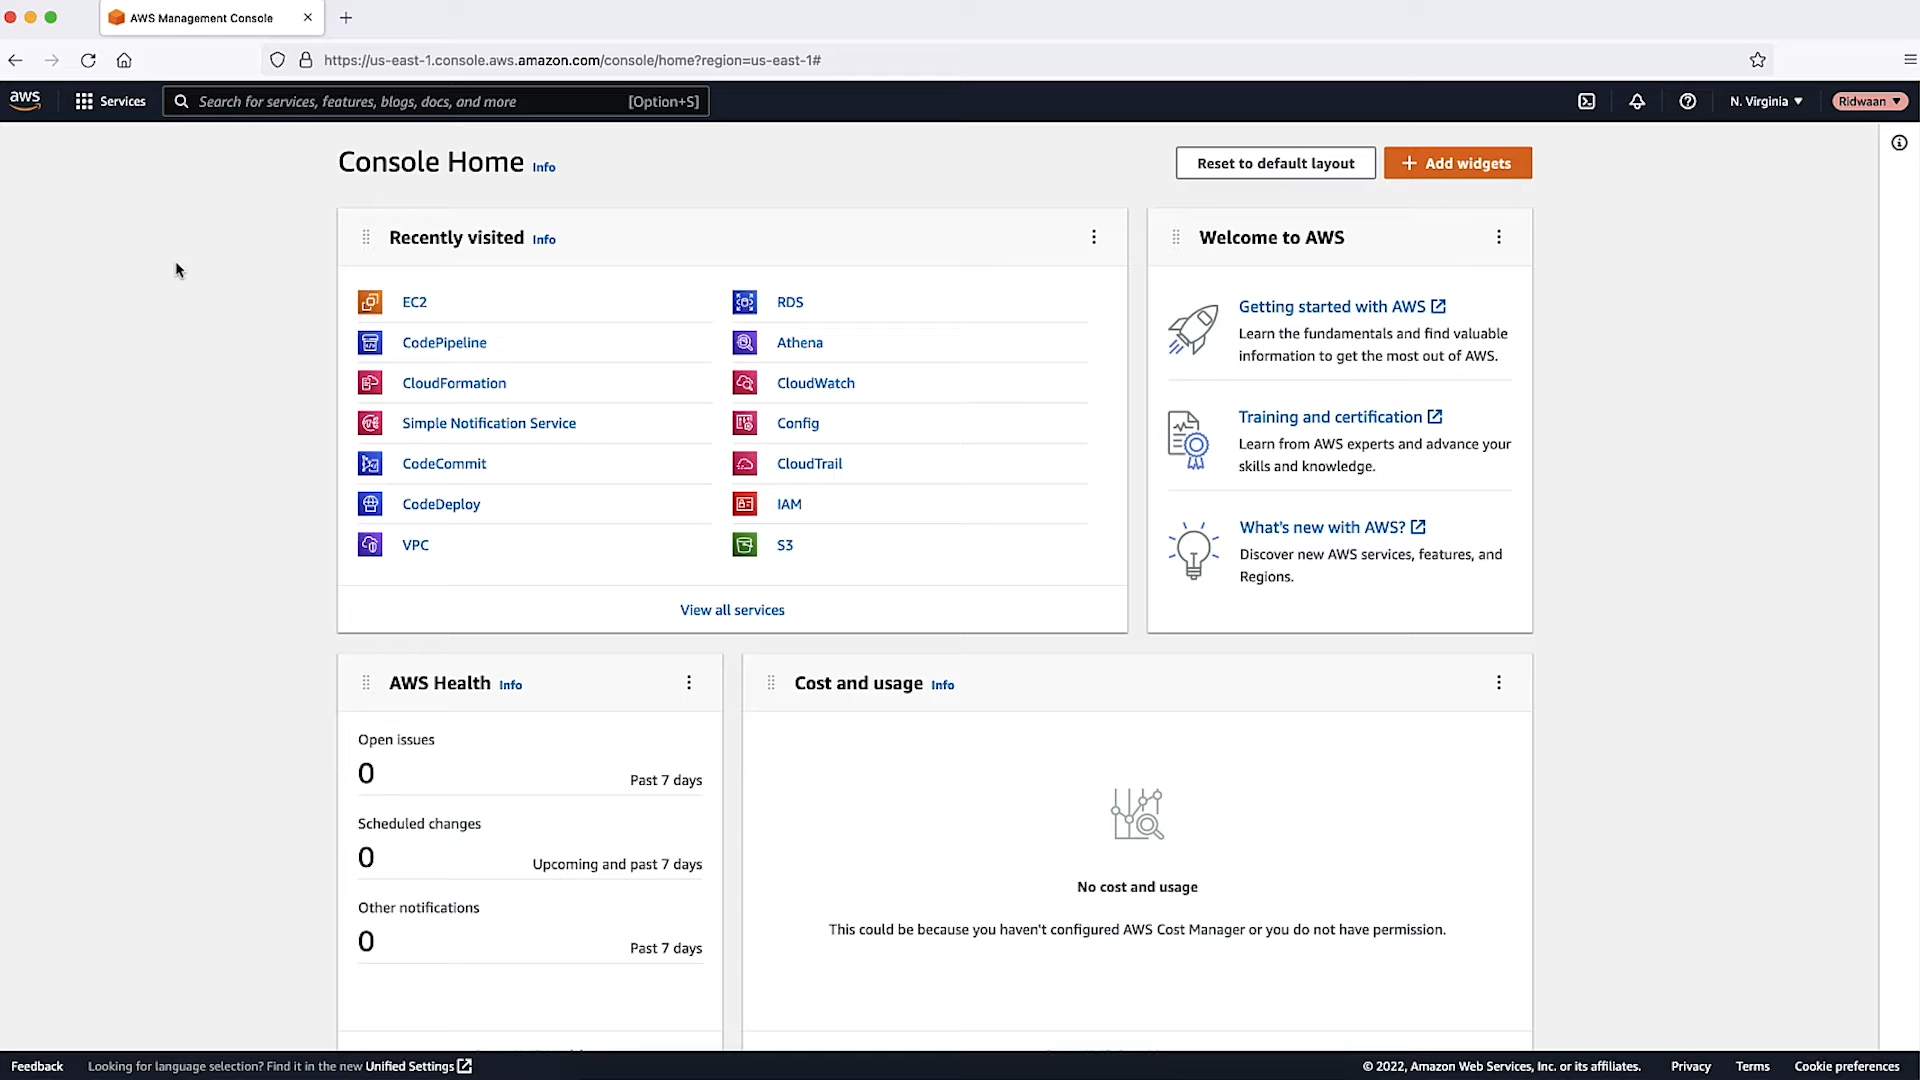 AWS Management Console
https://us-east-1.console.aws.amazon.com/console/home?region=us-east-1#
aws
Services
Search for services, features, blogs, docs, and more
[Option+S]
N. Virginia
Ridwaan
Console Home Info
Reset to default layout
Add widgets
Recently visited Info
EC2
CodePipeline
CloudFormation
Simple Notification Service
CodeCommit
CodeDeploy
VPC
RDS
Athena
CloudWatch
Config
CloudTrail
IAM
S3
View all services
Welcome to AWS
Getting started with AWS
Learn the fundamentals and find valuable
information to get the most out of AWS.
Training and certification
Learn from AWS experts and advance your
skills and knowledge.
What's new with AWS?
Discover new AWS services, features, and
Regions.
AWS Health Info
Open issues
0
Past 7 days
Scheduled changes
0
Upcoming and past 7 days
Other notifications
0
Past 7 days
Cost and usage Info
No cost and usage
This could be because you haven't configured AWS Cost Manager or you do not have permission.
Feedback
Looking for language selection? Find it in the new Unified Settings
© 2022, Amazon Web Services, Inc. or its affiliates.
Privacy
Terms
Cookie preferences